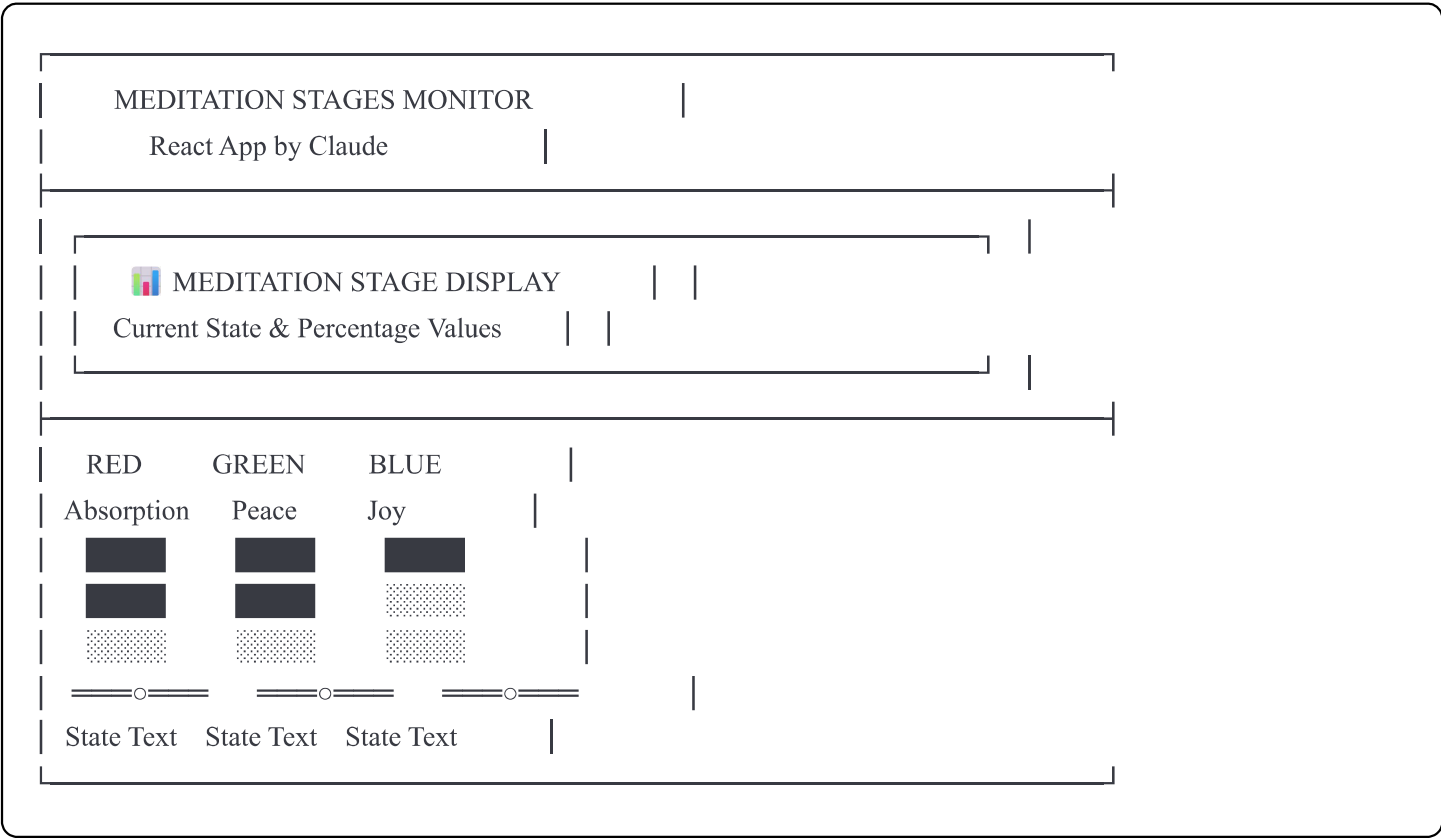 MEDITATION STAGES MONITOR
React App by Claude
📊 MEDITATION STAGE DISPLAY
Current State & Percentage Values
RED GREEN BLUE
Absorption Peace Joy
State Text State Text State Text